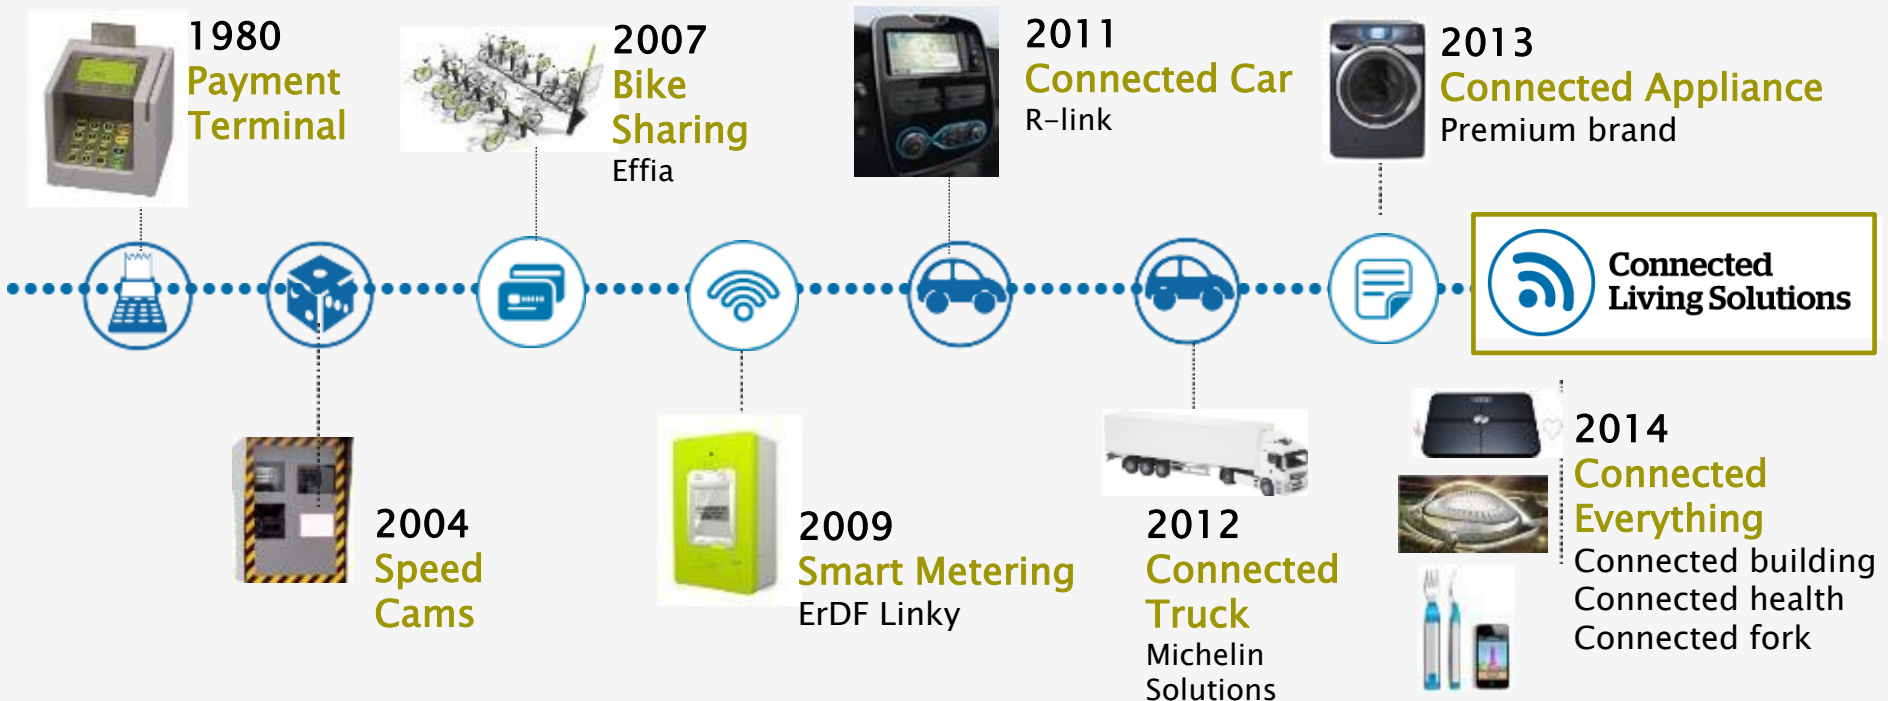 1980
Payment
Terminal
2007
Bike
Sharing
Effia
2011
Connected Car
R-link
2013
Connected Appliance
Premium brand
Connected
Living Solutions
2004
Speed
Cams
2009
Smart Metering
ErDF Linky
2012
Connected
Truck
Michelin
Solutions
2014
Connected
Everything
Connected building
Connected health
Connected fork